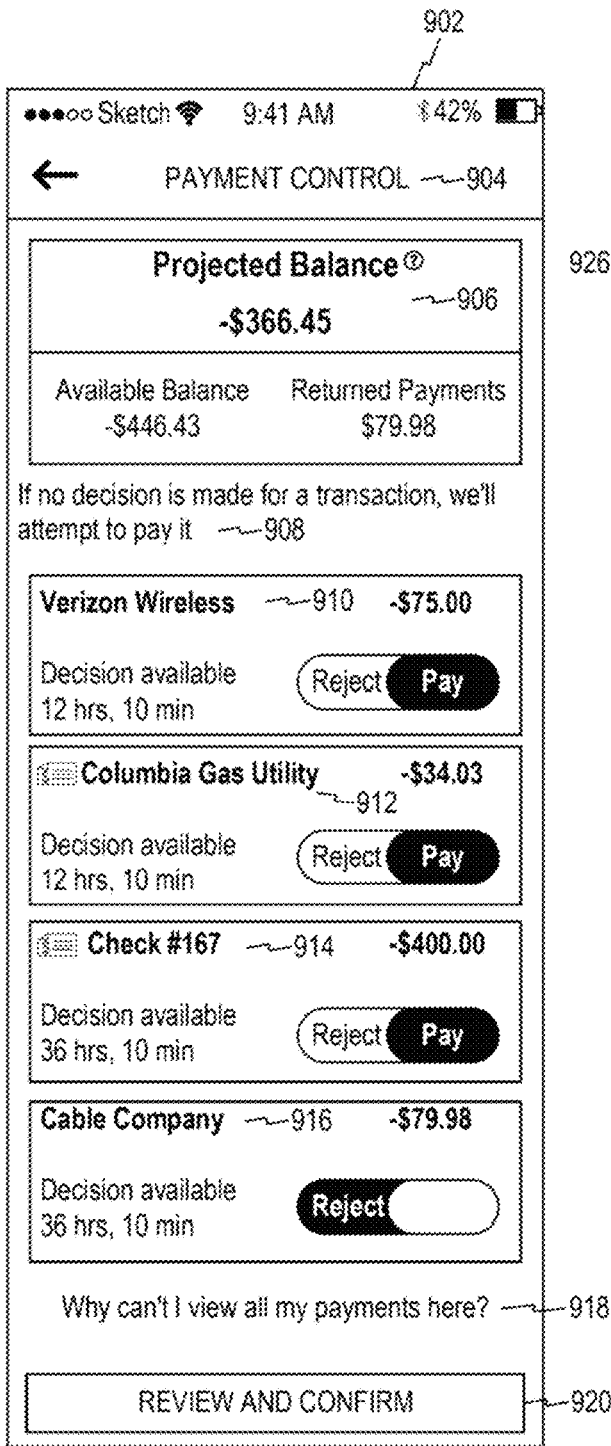 902
Sketch 9:41 AM 42%
PAYMENT CONTROL 904
Projected Balance ? 926
906
-$366.45
Available Balance Returned Payments
-$446.43 $79.98
If no decision is made for a transaction, we'll
attempt to pay it 908
Verizon Wireless 910 -$75.00
Decision available Reject Pay
12 hrs, 10 min
Columbia Gas Utility -$34.03
912
Decision available Reject Pay
12 hrs, 10 min
Check #167 914 -$400.00
Decision available Reject Pay
36 hrs, 10 min
Cable Company 916 -$79.98
Decision available Reject
36 hrs, 10 min
Why can't I view all my payments here? 918
REVIEW AND CONFIRM 920